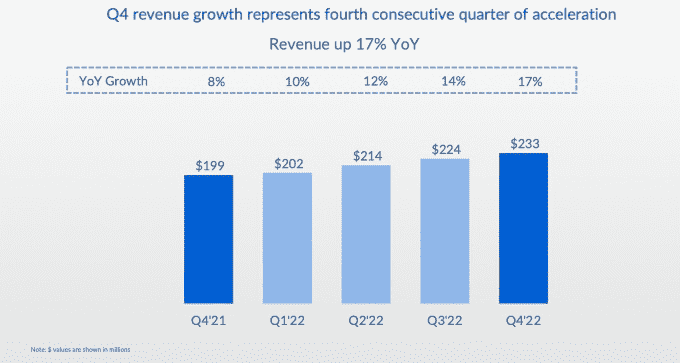 Q4 revenue growth represents fourth consecutive quarter of acceleration
Revenue up 17% YoY
YoY Growth 8% 10% 12% 14% 17%
$199 $202 $214 $224 $233
Q4'21 Q1'22 Q2'22 Q3'22 Q4'22
Note: $ values are shown in millions